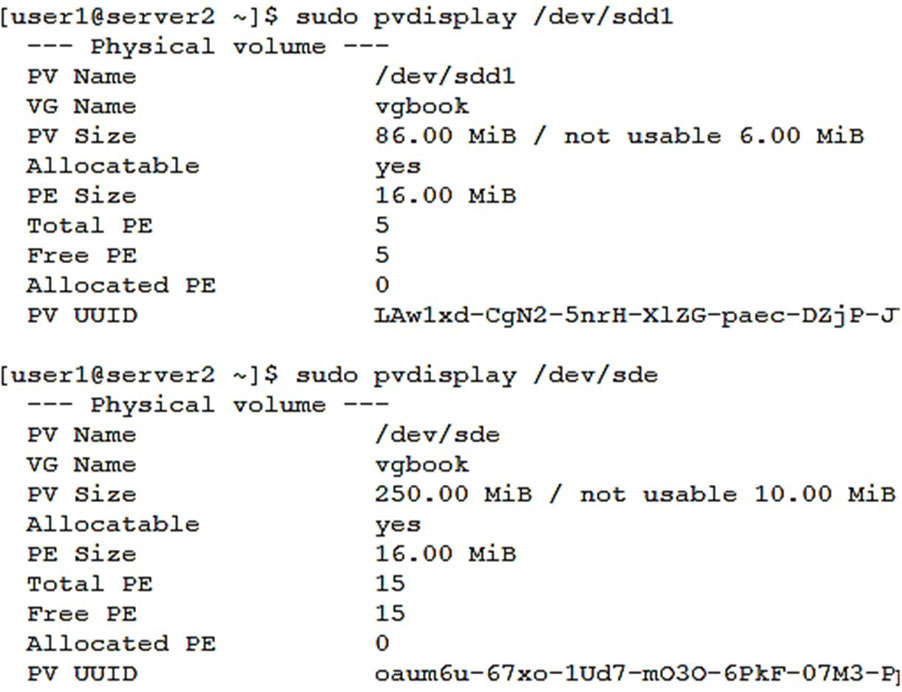 [user1@server2 ~]$ sudo pvdisplay /dev/sdd1
--- Physical volume ---
PV Name /dev/sdd1
VG Name vgbook
PV Size 86.00 MiB / not usable 6.00 MiB
Allocatable yes
PE Size 16.00 MiB
Total PE 5
Free PE 5
Allocated PE 0
PV UUID LAw1xd-CgN2-5nrH-XlZG-paec-DZjP-J
[user1@server2 ~]$ sudo pvdisplay /dev/sde
--- Physical volume ---
PV Name /dev/sde
VG Name vgbook
PV Size 250.00 MiB / not usable 10.00 MiB
Allocatable yes
PE Size 16.00 MiB
Total PE 15
Free PE 15
Allocated PE 0
PV UUID oaum6u-67xo-1Ud7-mO3O-6PkF-07M3-P